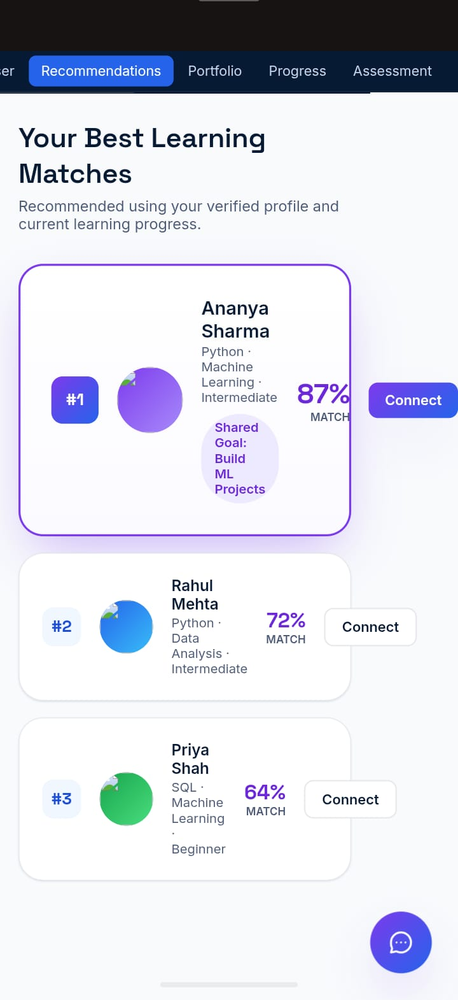 ser
Recommendations
Portfolio
Progress
Assessment
Your Best Learning
Matches
Recommended using your verified profile and
current learning progress.
#1
Ananya
Sharma
Python ·
Machine
Learning ·
Intermediate
Shared
Goal:
Build
ML
Projects
87%
MATCH
Connect
#2
Rahul
Mehta
Python ·
Data
Analysis ·
Intermediate
72%
MATCH
Connect
#3
Priya
Shah
SQL ·
Machine
Learning
·
Beginner
64%
MATCH
Connect